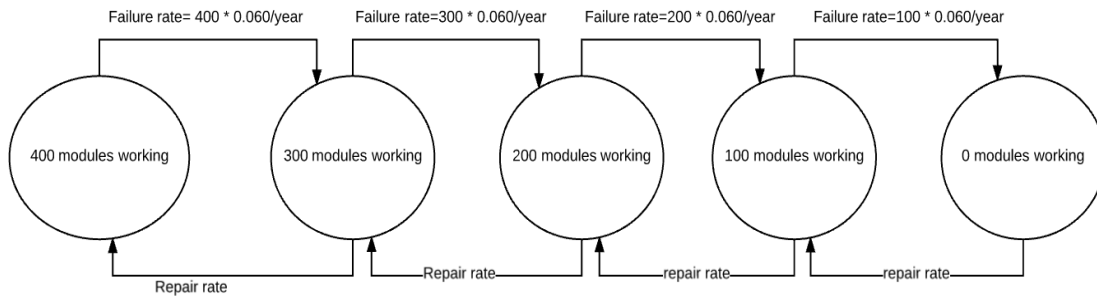 Failure rate= 400 * 0.060/year
Failure rate=300 * 0.060/year
Failure rate=200 * 0.060/year
Failure rate=100 * 0.060/year
400 modules working
300 modules working
200 modules working
100 modules working
0 modules working
Repair rate
Repair rate
repair rate
repair rate